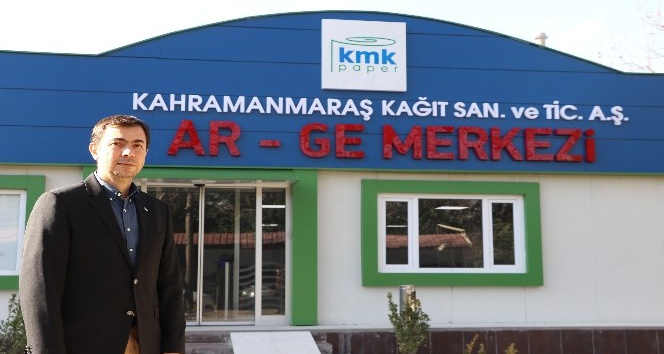 kmk
paper
KAHRAMANMARAŞ KAĞIT SAN. ve TİC. A.Ş.
AR - GE MERKEZi